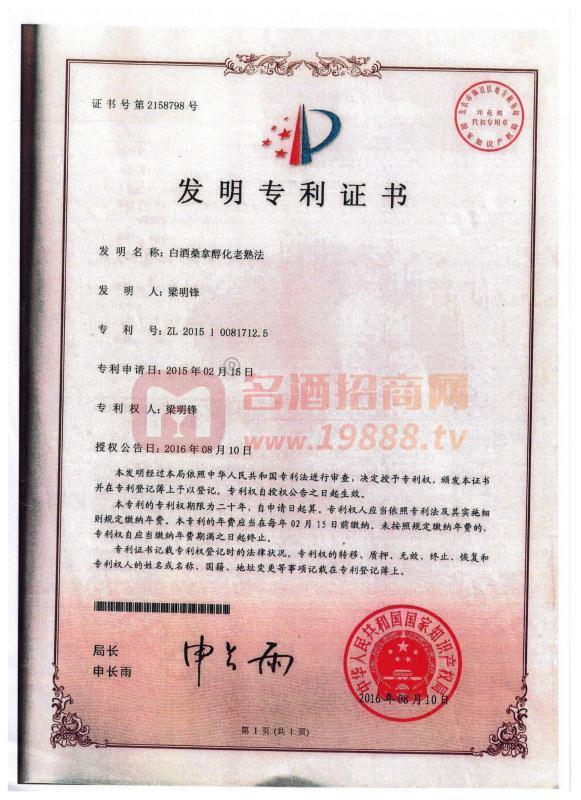 证书号第2158798号
印花税
代扣专用章
国家知识产权局
发明专利证书
发明名称：白酒桑拿醇化老熟法
发明人：梁明锋
专利号：ZL 2015 1 0081712.5
专利申请日：2015年02月15日
专利权人：梁明锋
授权公告日：2016年08月10日
®
名酒招商网
www.19888.tv
本发明经过本局依照中华人民共和国专利法进行审查，决定授予专利权，颁发本证书
并在专利登记簿上予以登记。专利权自授权公告之日起生效。
本专利的专利权期限为二十年，自申请日起算。专利权人应当依照专利法及其实施细
则规定缴纳年费。本专利的年费应当在每年02月15日前缴纳。未按照规定缴纳年费的，
专利权自应当缴纳年费期满之日起终止。
专利证书记载专利权登记时的法律状况。专利权的转移、质押、无效、终止、恢复和
专利权人的姓名或名称、国籍、地址变更等事项记载在专利登记簿上。
局长
申长雨
申长雨
中华人民共和国国家知识产权局
2016年08月10日
第1页(共1页)